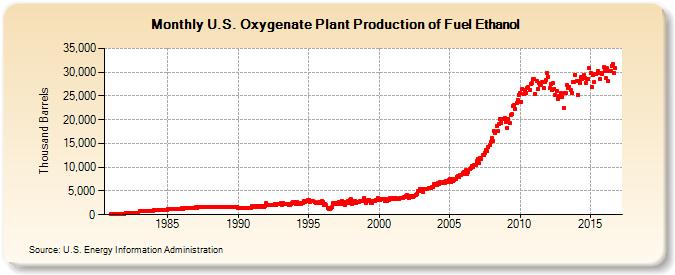 Monthly U.S. Oxygenate Plant Production of Fuel Ethanol
Thousand Barrels
35,000
30,000
25,000
20,000
15,000
10,000
5,000
0
1985 1990 1995 2000 2005 2010 2015
Source: U.S. Energy Information Administration